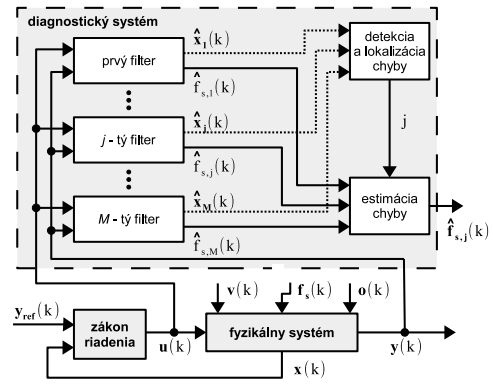 diagnostický systém
prvý filter
x̂₁(k)
f̂s,1(k)
detekcia
a lokalizácia
chyby
j - tý filter
x̂j(k)
f̂s,j(k)
j
M - tý filter
x̂M(k)
f̂s,M(k)
estimácia
chyby
f̂s,j(k)
v(k)
fs(k)
o(k)
yref(k)
zákon
riadenia
u(k)
fyzikálny systém
y(k)
x(k)